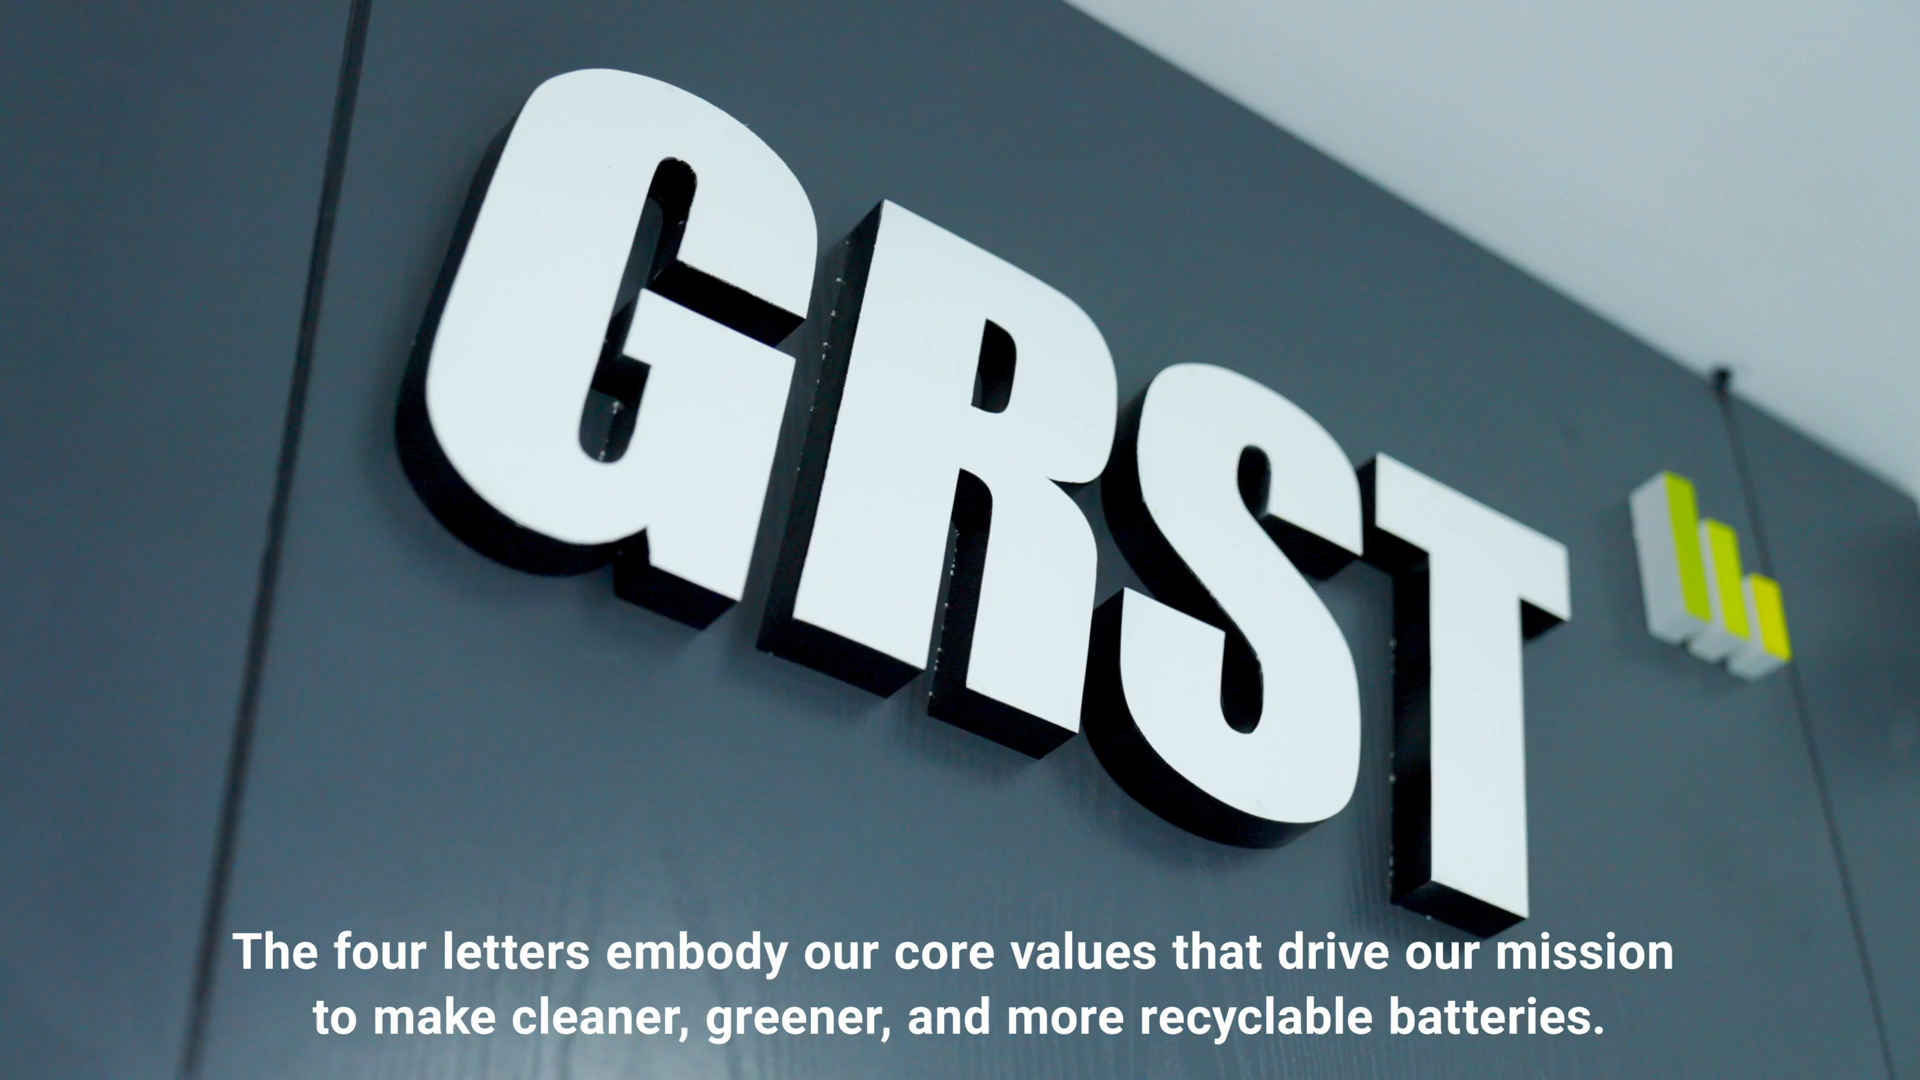 GRST
The four letters embody our core values that drive our mission
to make cleaner, greener, and more recyclable batteries.